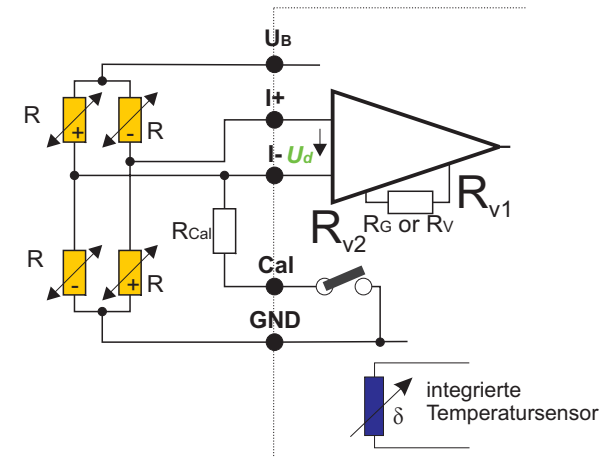 UB
I+
R
+
-
R
I- Ud
RCal
Rv2
RG or RV
Rv1
R
-
+
R
Cal
GND
δ
integrierte
Temperatursensor